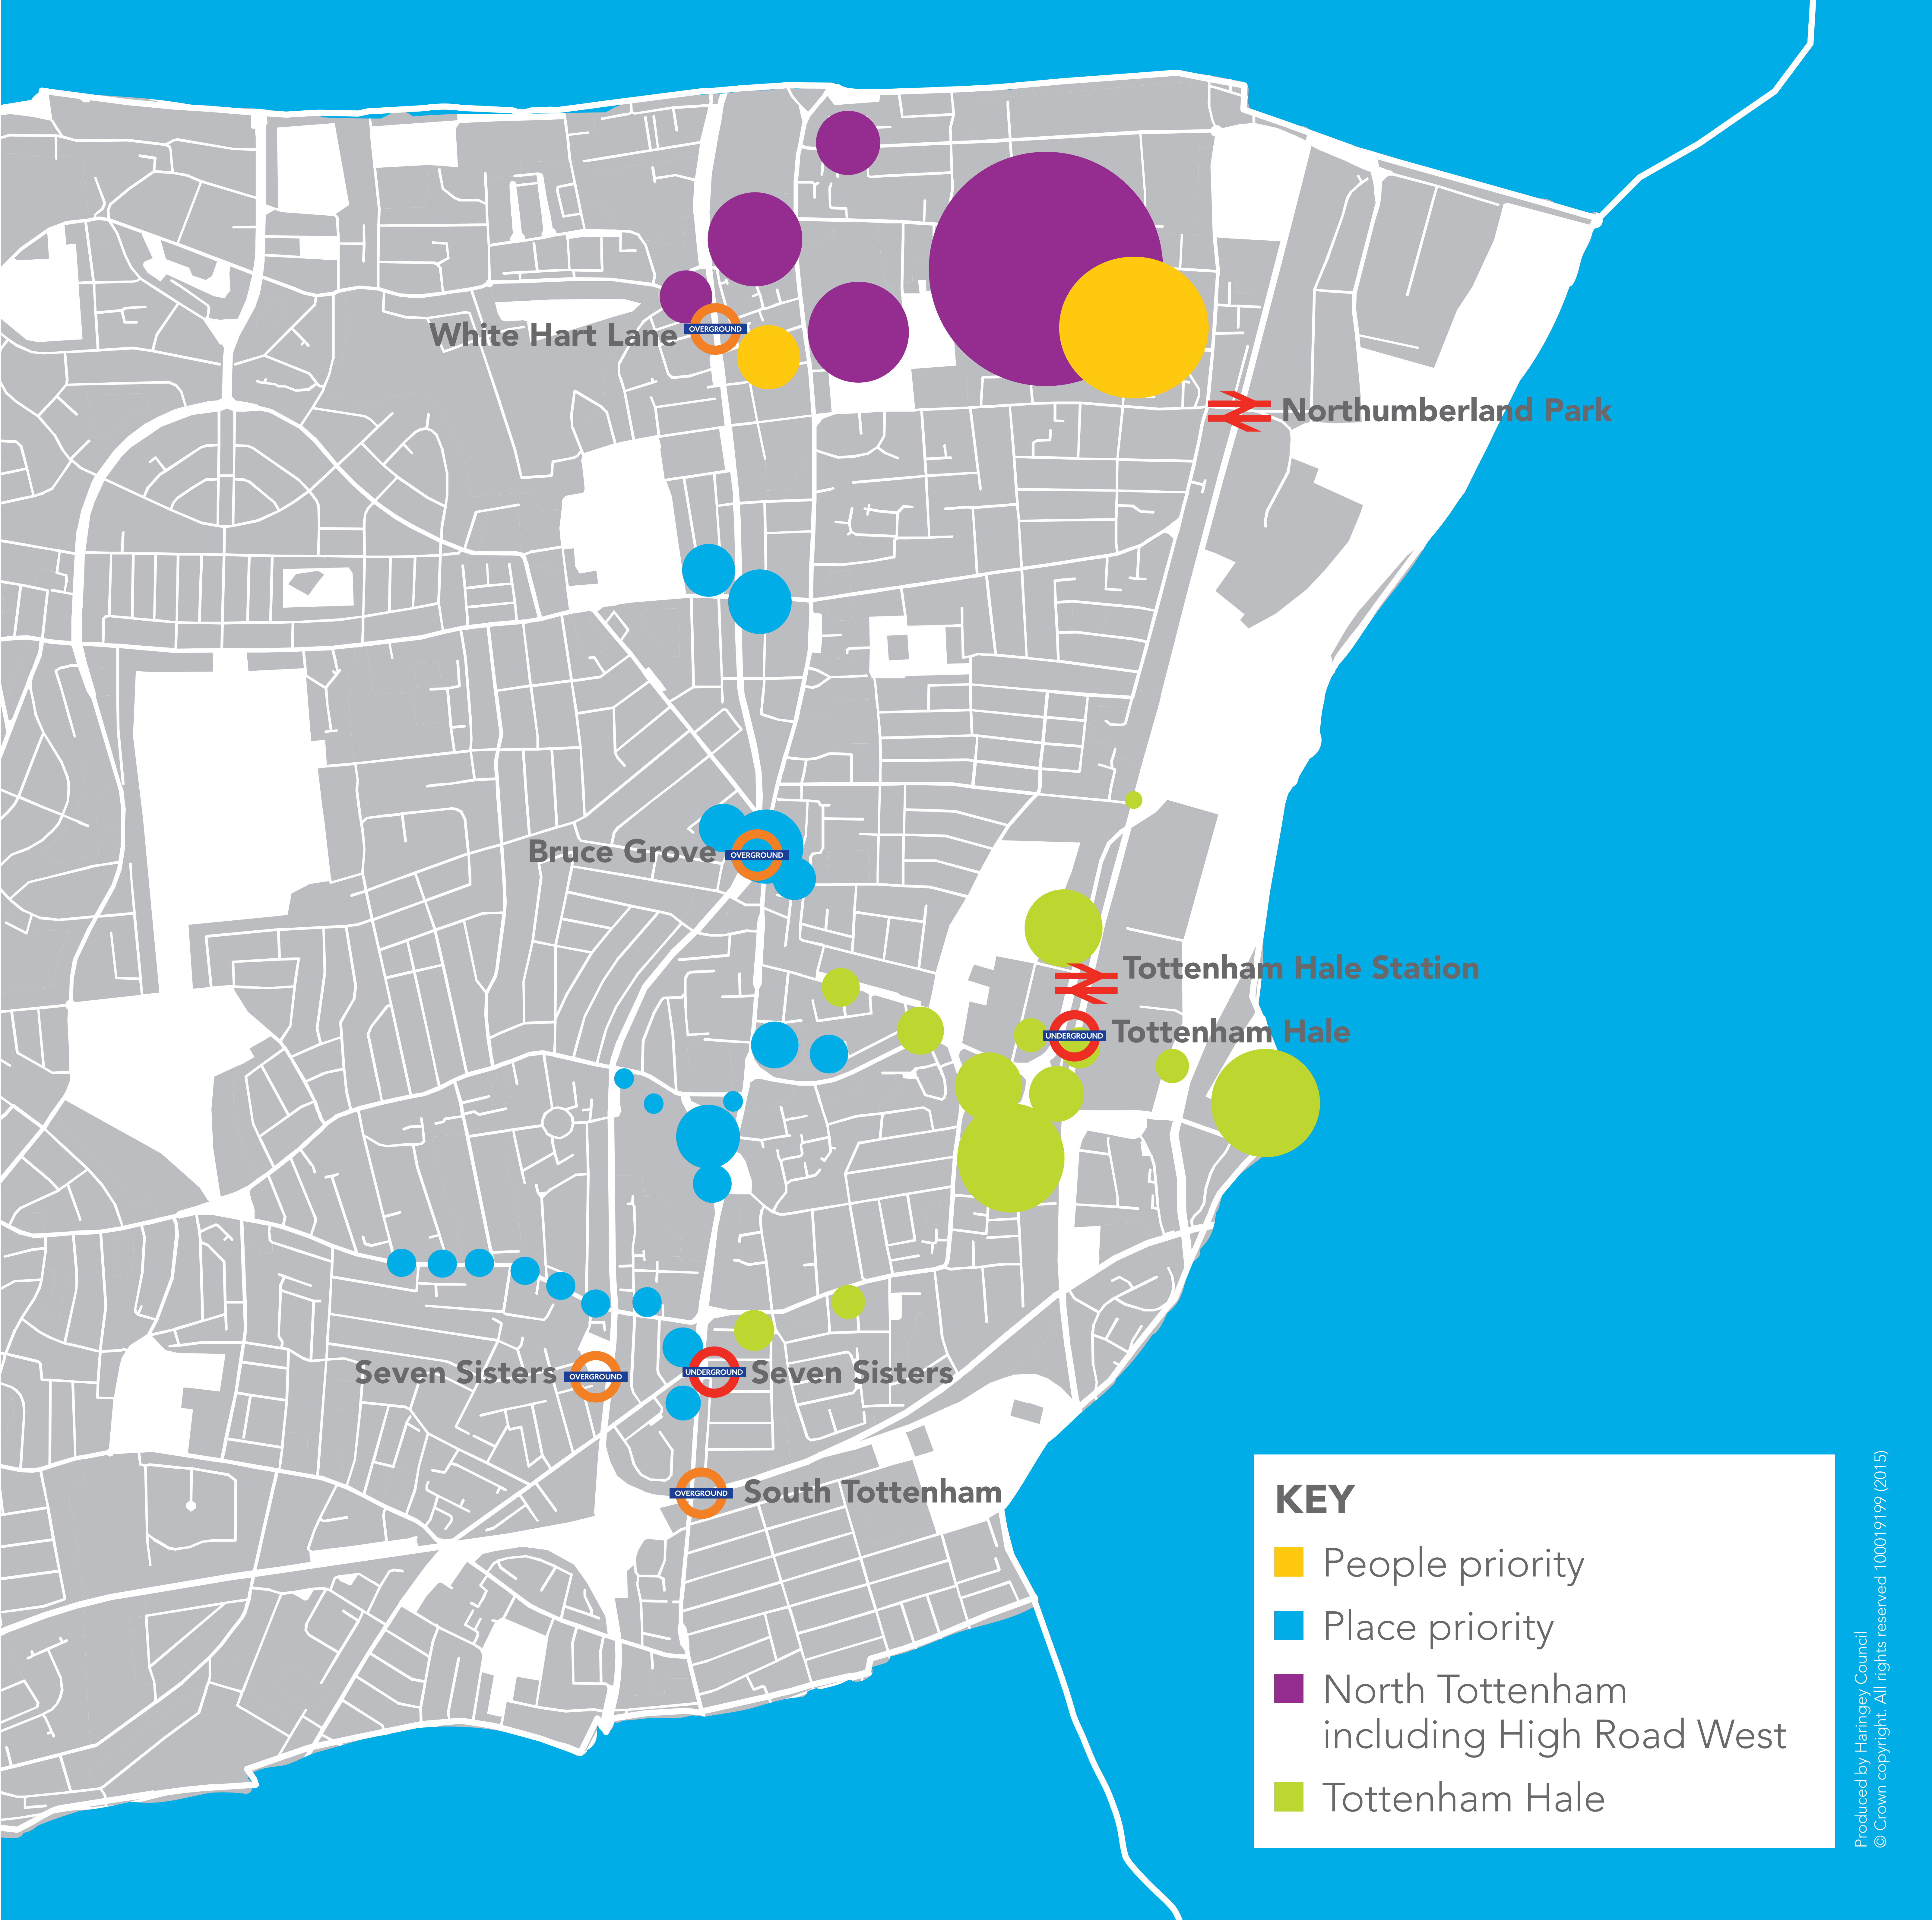 White Hart Lane
OVERGROUND
Northumberland Park
Bruce Grove
OVERGROUND
Tottenham Hale Station
UNDERGROUND
Tottenham Hale
Seven Sisters
OVERGROUND
UNDERGROUND
Seven Sisters
OVERGROUND
South Tottenham
KEY
People priority
Place priority
North Tottenham
including High Road West
Tottenham Hale
Produced by Haringey Council
© Crown copyright. All rights reserved 100019199 (2015)